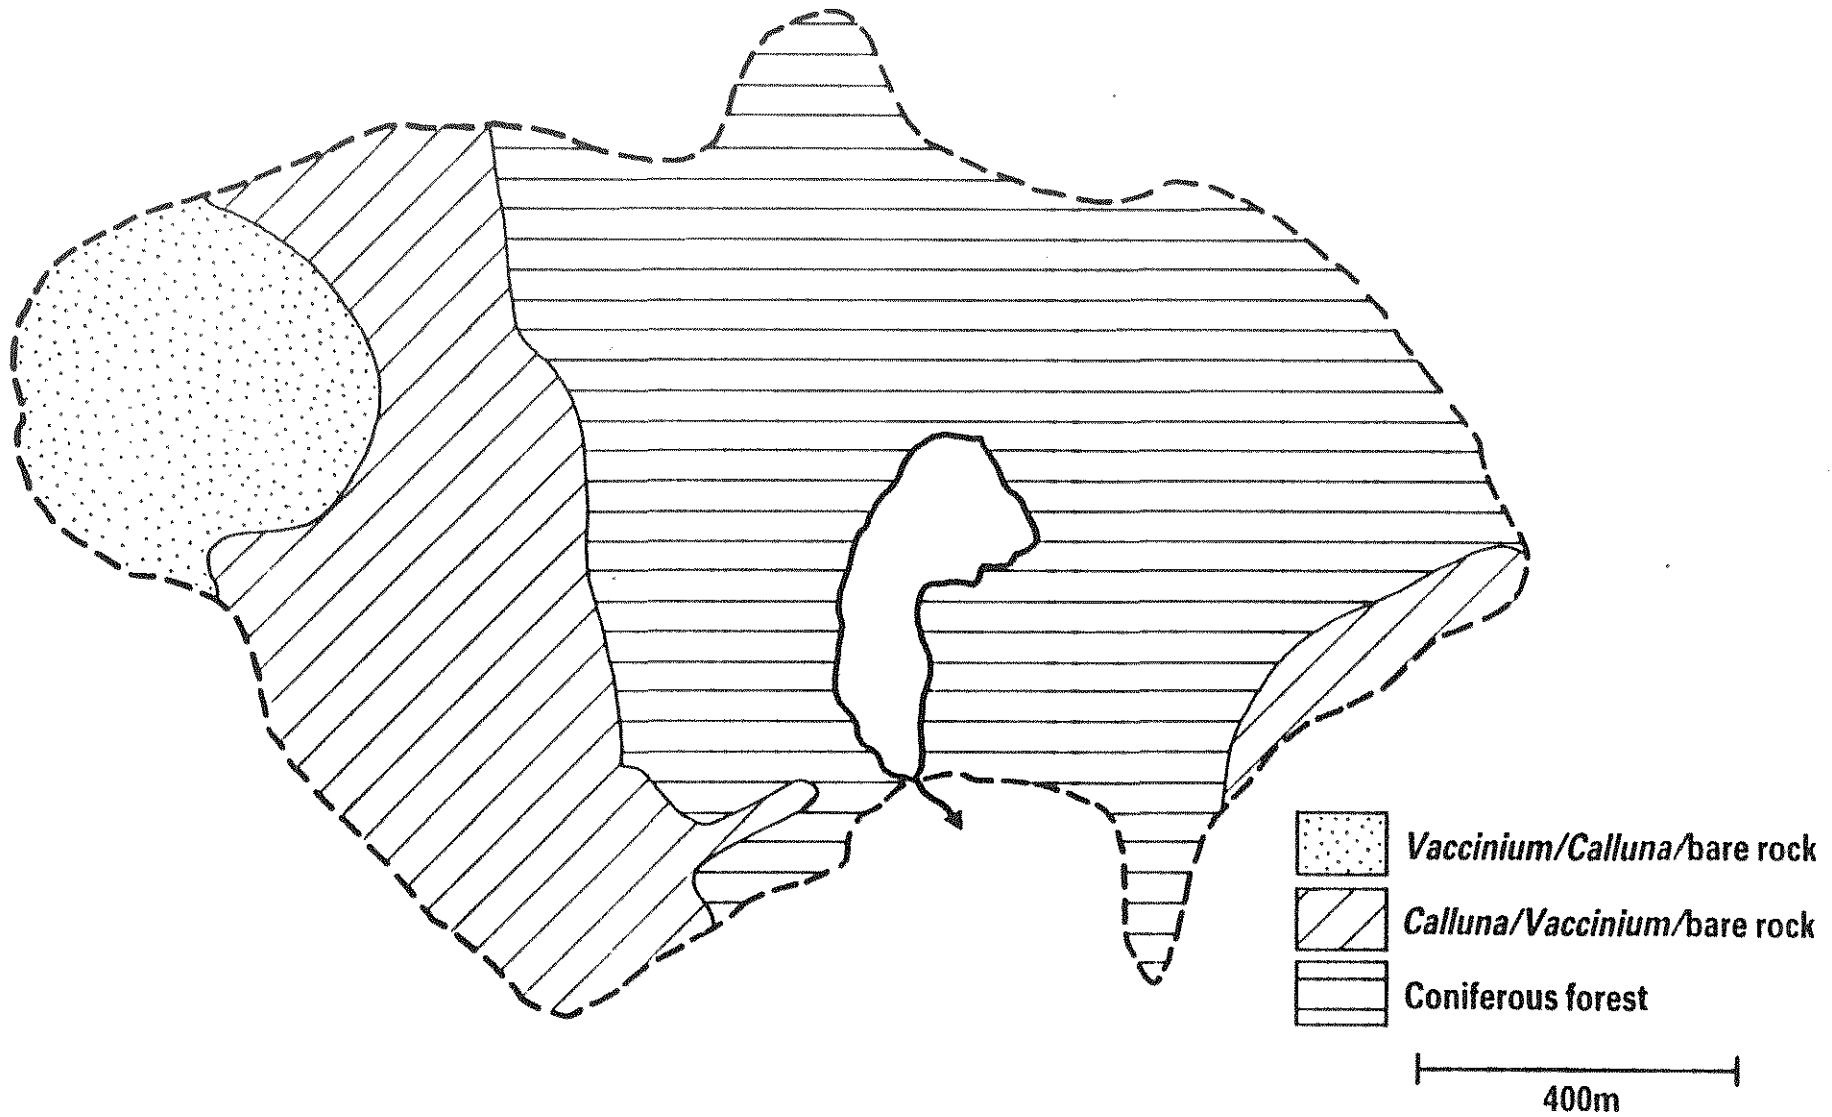 Vaccinium/Calluna/bare rock
Calluna/Vaccinium/bare rock
Coniferous forest
400m